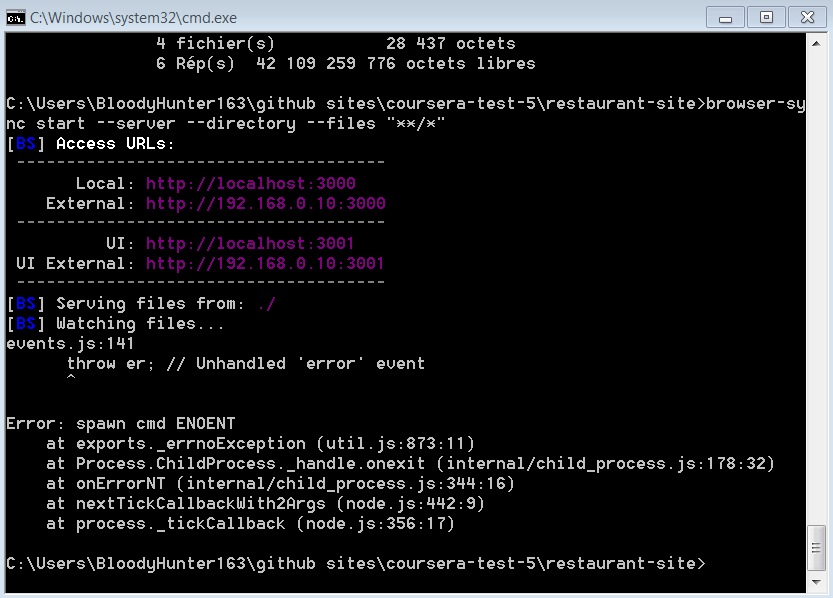 C:\Windows\system32\cmd.exe
4 fichier(s) 28 437 octets
6 Rép(s) 42 109 259 776 octets libres
C:\Users\BloodyHunter163\github sites\coursera-test-5\restaurant-site>browser-sy
nc start --server --directory --files "**/*"
[BS] Access URLs:
-------------------------------------
Local: http://localhost:3000
External: http://192.168.0.10:3000
-------------------------------------
UI: http://localhost:3001
UI External: http://192.168.0.10:3001
-------------------------------------
[BS] Serving files from: ./
[BS] Watching files...
events.js:141
throw er; // Unhandled 'error' event
^
Error: spawn cmd ENOENT
at exports._errnoException (util.js:873:11)
at Process.ChildProcess._handle.onexit (internal/child_process.js:178:32)
at onErrorNT (internal/child_process.js:344:16)
at nextTickCallbackWith2Args (node.js:442:9)
at process._tickCallback (node.js:356:17)
C:\Users\BloodyHunter163\github sites\coursera-test-5\restaurant-site>